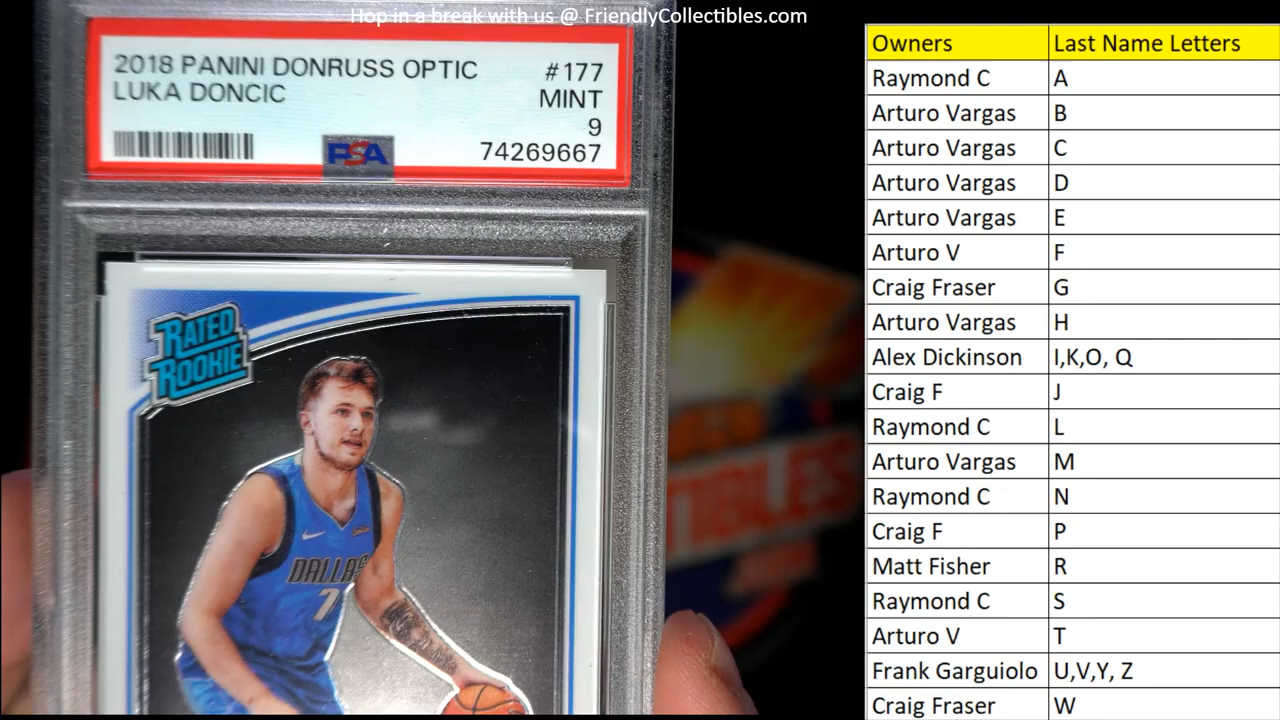 Hop in a break with us @ FriendlyCollectibles.com
2018 PANINI DONRUSS OPTIC #177
LUKA DONCIC MINT
9
PSA 74269667
RATED
ROOKIE
DALLAS
7
TIBLES
Owners Last Name Letters
Raymond C A
Arturo Vargas B
Arturo Vargas C
Arturo Vargas D
Arturo Vargas E
Arturo V F
Craig Fraser G
Arturo Vargas H
Alex Dickinson I,K,O, Q
Craig F J
Raymond C L
Arturo Vargas M
Raymond C N
Craig F P
Matt Fisher R
Raymond C S
Arturo V T
Frank Garguiolo U,V,Y, Z
Craig Fraser W